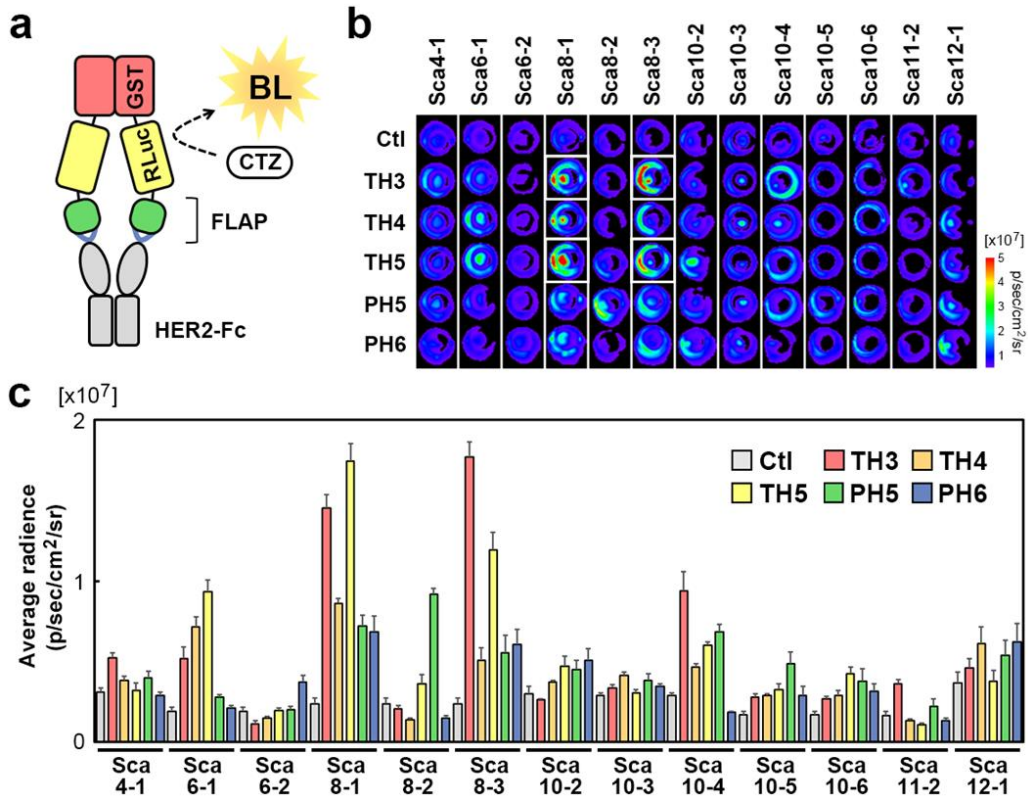 a
GST
BL
RLuc
CTZ
FLAP
HER2-Fc
b
Sca4-1
Sca6-1
Sca6-2
Sca8-1
Sca8-2
Sca8-3
Sca10-2
Sca10-3
Sca10-4
Sca10-5
Sca10-6
Sca11-2
Sca12-1
Ctl
TH3
TH4
TH5
PH5
PH6
[x10⁷]
5
4
3
2
1
p/sec/cm²/sr
c
[x10⁷]
2
1
0
Average radience
(p/sec/cm²/sr)
Ctl TH3 TH4
TH5 PH5 PH6
Sca Sca Sca Sca Sca Sca Sca Sca Sca Sca Sca Sca Sca
4-1 6-1 6-2 8-1 8-2 8-3 10-2 10-3 10-4 10-5 10-6 11-2 12-1